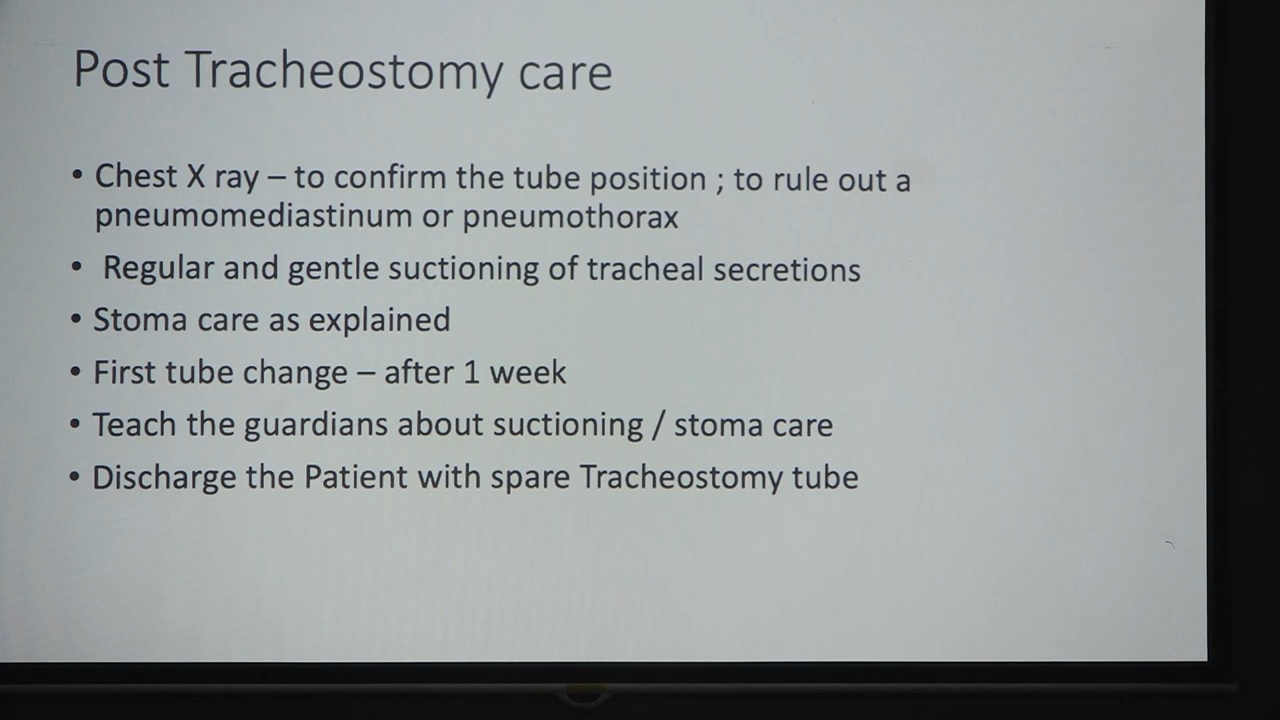 Post Tracheostomy care
• Chest X ray – to confirm the tube position ; to rule out a
pneumomediastinum or pneumothorax
• Regular and gentle suctioning of tracheal secretions
• Stoma care as explained
• First tube change – after 1 week
• Teach the guardians about suctioning / stoma care
• Discharge the Patient with spare Tracheostomy tube